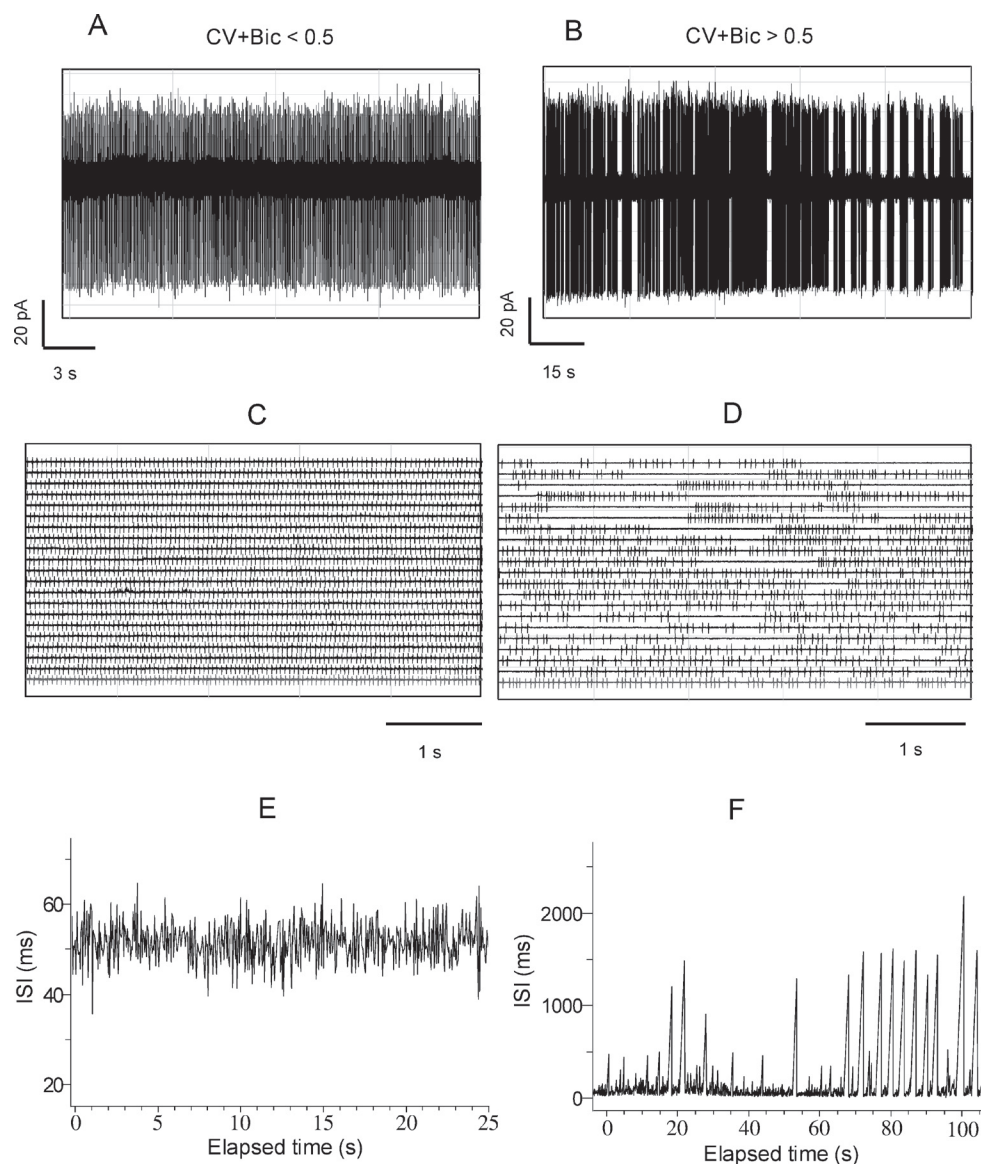 A
CV+Bic < 0.5
B
CV+Bic > 0.5
20 pA
3 s
20 pA
15 s
C
D
1 s
1 s
E
F
60
40
20
ISI (ms)
0 5 10 15 20 25
Elapsed time (s)
2000
1000
0
ISI (ms)
0 20 40 60 80 100
Elapsed time (s)